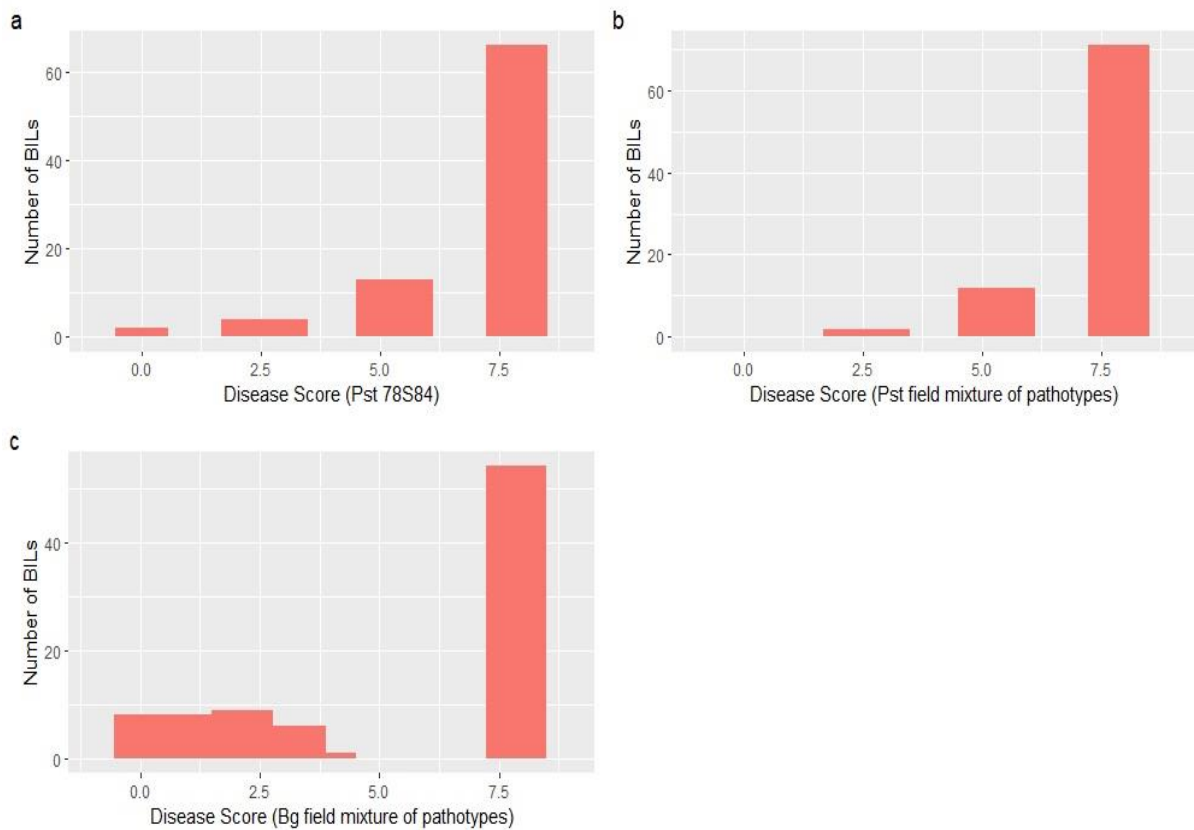 a
60
40
20
0
Number of BILs
0.0 2.5 5.0 7.5
Disease Score (Pst 78S84)
b
60
40
20
0
Number of BILs
0.0 2.5 5.0 7.5
Disease Score (Pst field mixture of pathotypes)
c
40
20
0
Number of BILs
0.0 2.5 5.0 7.5
Disease Score (Bg field mixture of pathotypes)